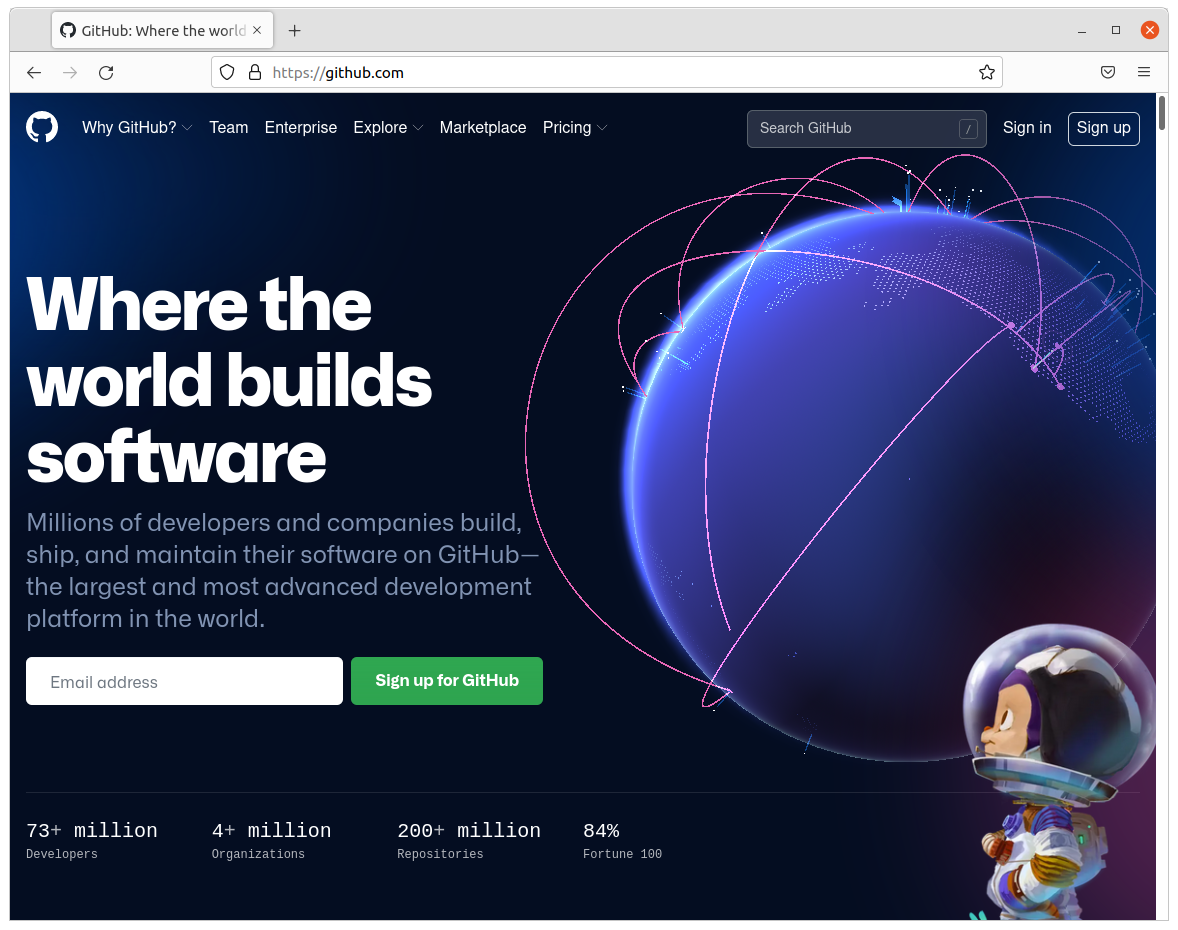 GitHub: Where the world
https://github.com
Why GitHub? Team Enterprise Explore Marketplace Pricing
Search GitHub /
Sign in
Sign up
Where the
world builds
software
Millions of developers and companies build,
ship, and maintain their software on GitHub—
the largest and most advanced development
platform in the world.
Email address
Sign up for GitHub
73+ million 4+ million 200+ million 84%
Developers Organizations Repositories Fortune 100